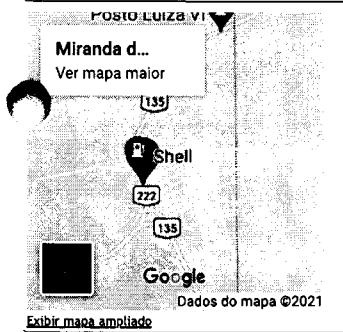 Posto Luiza VI
Miranda d...
Ver mapa maior
135
Shell
222
135
Google
Dados do mapa ©2021
Exibir mapa ampliado